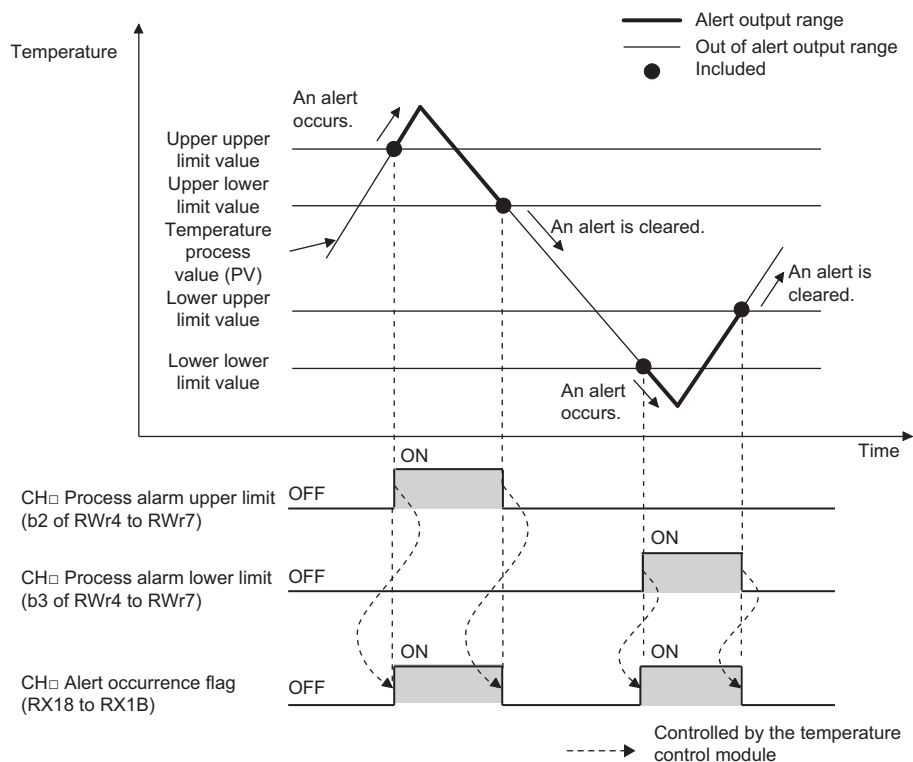 Alert output range
Out of alert output range
Included
Temperature
An alert
occurs.
Upper upper
limit value
Upper lower
limit value
Temperature
process
value (PV)
An alert is cleared.
An alert is
cleared.
Lower upper
limit value
Lower lower
limit value
An alert
occurs.
Time
ON
CH□ Process alarm upper limit
(b2 of RWr4 to RWr7)
OFF
ON
CH□ Process alarm lower limit
(b3 of RWr4 to RWr7)
OFF
ON
ON
CH□ Alert occurrence flag
(RX18 to RX1B)
OFF
Controlled by the temperature
control module